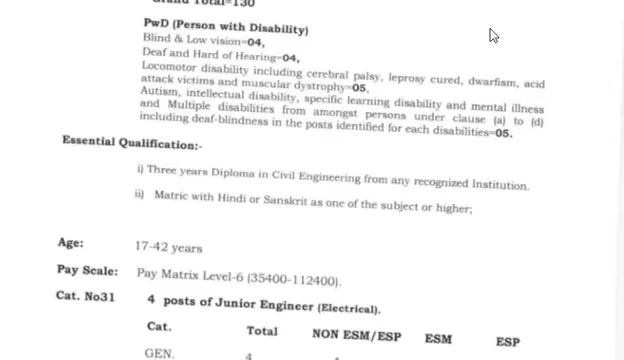 Grand Total=130
PwD (Person with Disability)
Blind & Low vision=04,
Deaf and Hard of Hearing=04,
Locomotor disability including cerebral palsy, leprosy cured, dwarfism, acid
attack victims and muscular dystrophy=05,
Autism, intellectual disability, specific learning disability and mental illness
and Multiple disabilities from amongst persons under clause (a) to (d)
including deaf-blindness in the posts identified for each disabilities=05.
Essential Qualification:-
i) Three years Diploma in Civil Engineering from any recognized Institution.
ii) Matric with Hindi or Sanskrit as one of the subject or higher;
Age: 17-42 years
Pay Scale: Pay Matrix Level-6 (35400-112400).
Cat. No31 4 posts of Junior Engineer (Electrical).
Cat. Total NON ESM/ESP ESM ESP
GEN. 4